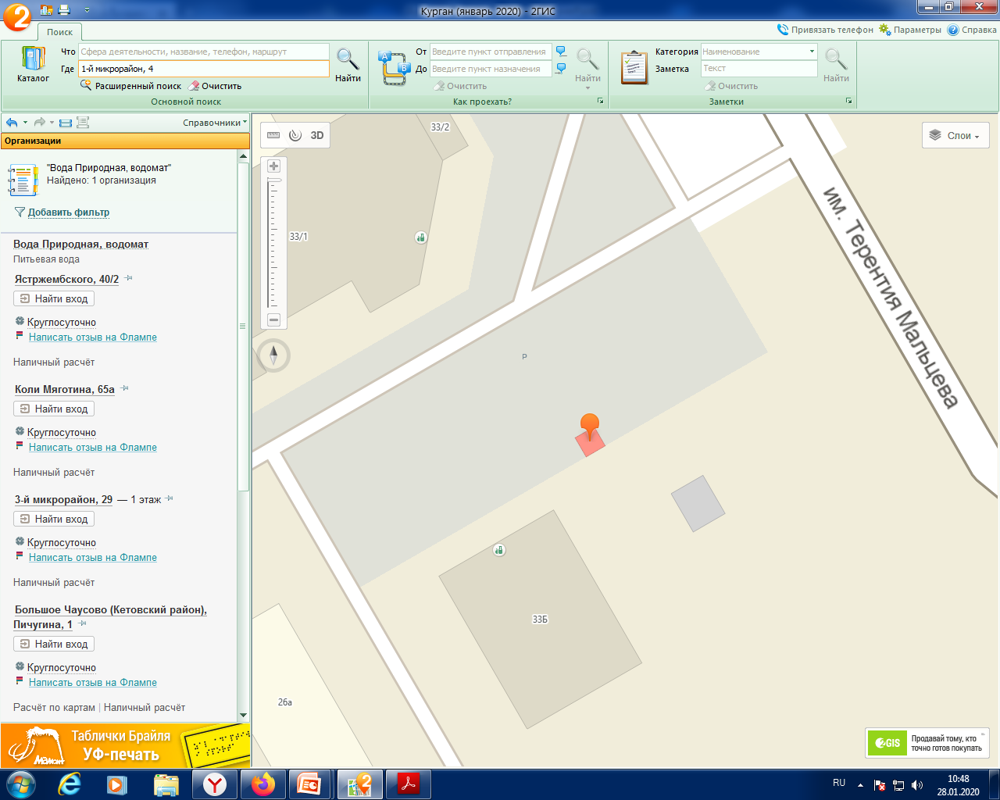 Курган (январь 2020) - 2ГИС
Поиск
Привязать телефон
Параметры
Справка
Каталог
Что
Сфера деятельности, название, телефон, маршрут
Где
1-й микрорайон, 4
Расширенный поиск
Очистить
Найти
Основной поиск
От
Введите пункт отправления
До
Введите пункт назначения
Очистить
Найти
Как проехать?
Категория
Наименование
Заметка
Текст
Очистить
Найти
Заметки
Справочники
Организации
"Вода Природная, водомат"
Найдено: 1 организация
Добавить фильтр
Вода Природная, водомат
Питьевая вода
Ястржембского, 40/2
Найти вход
Круглосуточно
Написать отзыв на Флампе
Наличный расчёт
Коли Мяготина, 65а
Найти вход
Круглосуточно
Написать отзыв на Флампе
Наличный расчёт
3-й микрорайон, 29 — 1 этаж
Найти вход
Круглосуточно
Написать отзыв на Флампе
Наличный расчёт
Большое Чаусово (Кетовский район),
Пичугина, 1
Найти вход
Круглосуточно
Написать отзыв на Флампе
Расчёт по картам | Наличный расчёт
Таблички Брайля
УФ-печать
Мамонт
3D
Слои
33/2
33/1
P
им. Терентия Мальцева
33Б
26а
2GIS
Продавай тому, кто
точно готов покупать
RU
10:48
28.01.2020